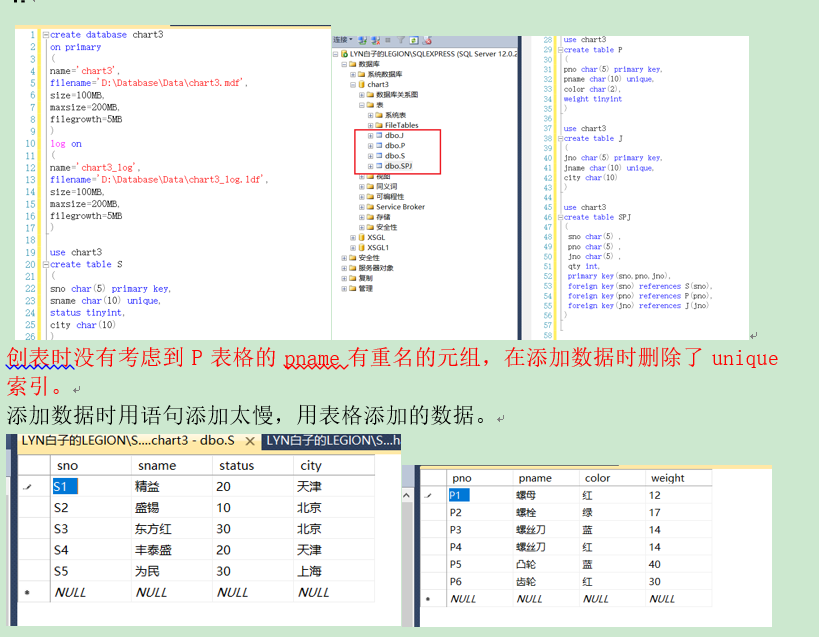 create database chart3
on primary
(
name='chart3',
filename='D:\Database\Data\chart3.mdf',
size=100MB,
maxsize=200MB,
filegrowth=5MB
)
log on
(
name='chart3_log',
filename='D:\Database\Data\chart3_log.ldf',
size=100MB,
maxsize=200MB,
filegrowth=5MB
)
use chart3
create table S
(
sno char(5) primary key,
sname char(10) unique,
status tinyint,
city char(10)
)
连接
LYN白子的LEGION\SQLEXPRESS (SQL Server 12.0.2
数据库
系统数据库
chart3
数据库关系图
表
系统表
FileTables
dbo.J
dbo.P
dbo.S
dbo.SPJ
视图
同义词
可编程性
Service Broker
存储
安全性
XSGL
XSGL1
安全性
服务器对象
复制
管理
use chart3
create table P
(
pno char(5) primary key,
pname char(10) unique,
color char(2),
weight tinyint
)
use chart3
create table J
(
jno char(5) primary key,
jname char(10) unique,
city char(10)
)
use chart3
create table SPJ
(
sno char(5) ,
pno char(5) ,
jno char(5) ,
qty int,
primary key(sno,pno,jno),
foreign key(sno) references S(sno),
foreign key(pno) references P(pno),
foreign key(jno) references J(jno)
)
创表时没有考虑到 P 表格的 pname 有重名的元组，在添加数据时删除了 unique
索引。
添加数据时用语句添加太慢，用表格添加的数据。
LYN白子的LEGION\S....chart3 - dbo.S LYN白子的LEGION\S...h
sno sname status city
S1 精益 20 天津
S2 盛锡 10 北京
S3 东方红 30 北京
S4 丰泰盛 20 天津
S5 为民 30 上海
NULL NULL NULL NULL
pno pname color weight
P1 螺母 红 12
P2 螺栓 绿 17
P3 螺丝刀 蓝 14
P4 螺丝刀 红 14
P5 凸轮 蓝 40
P6 齿轮 红 30
NULL NULL NULL NULL